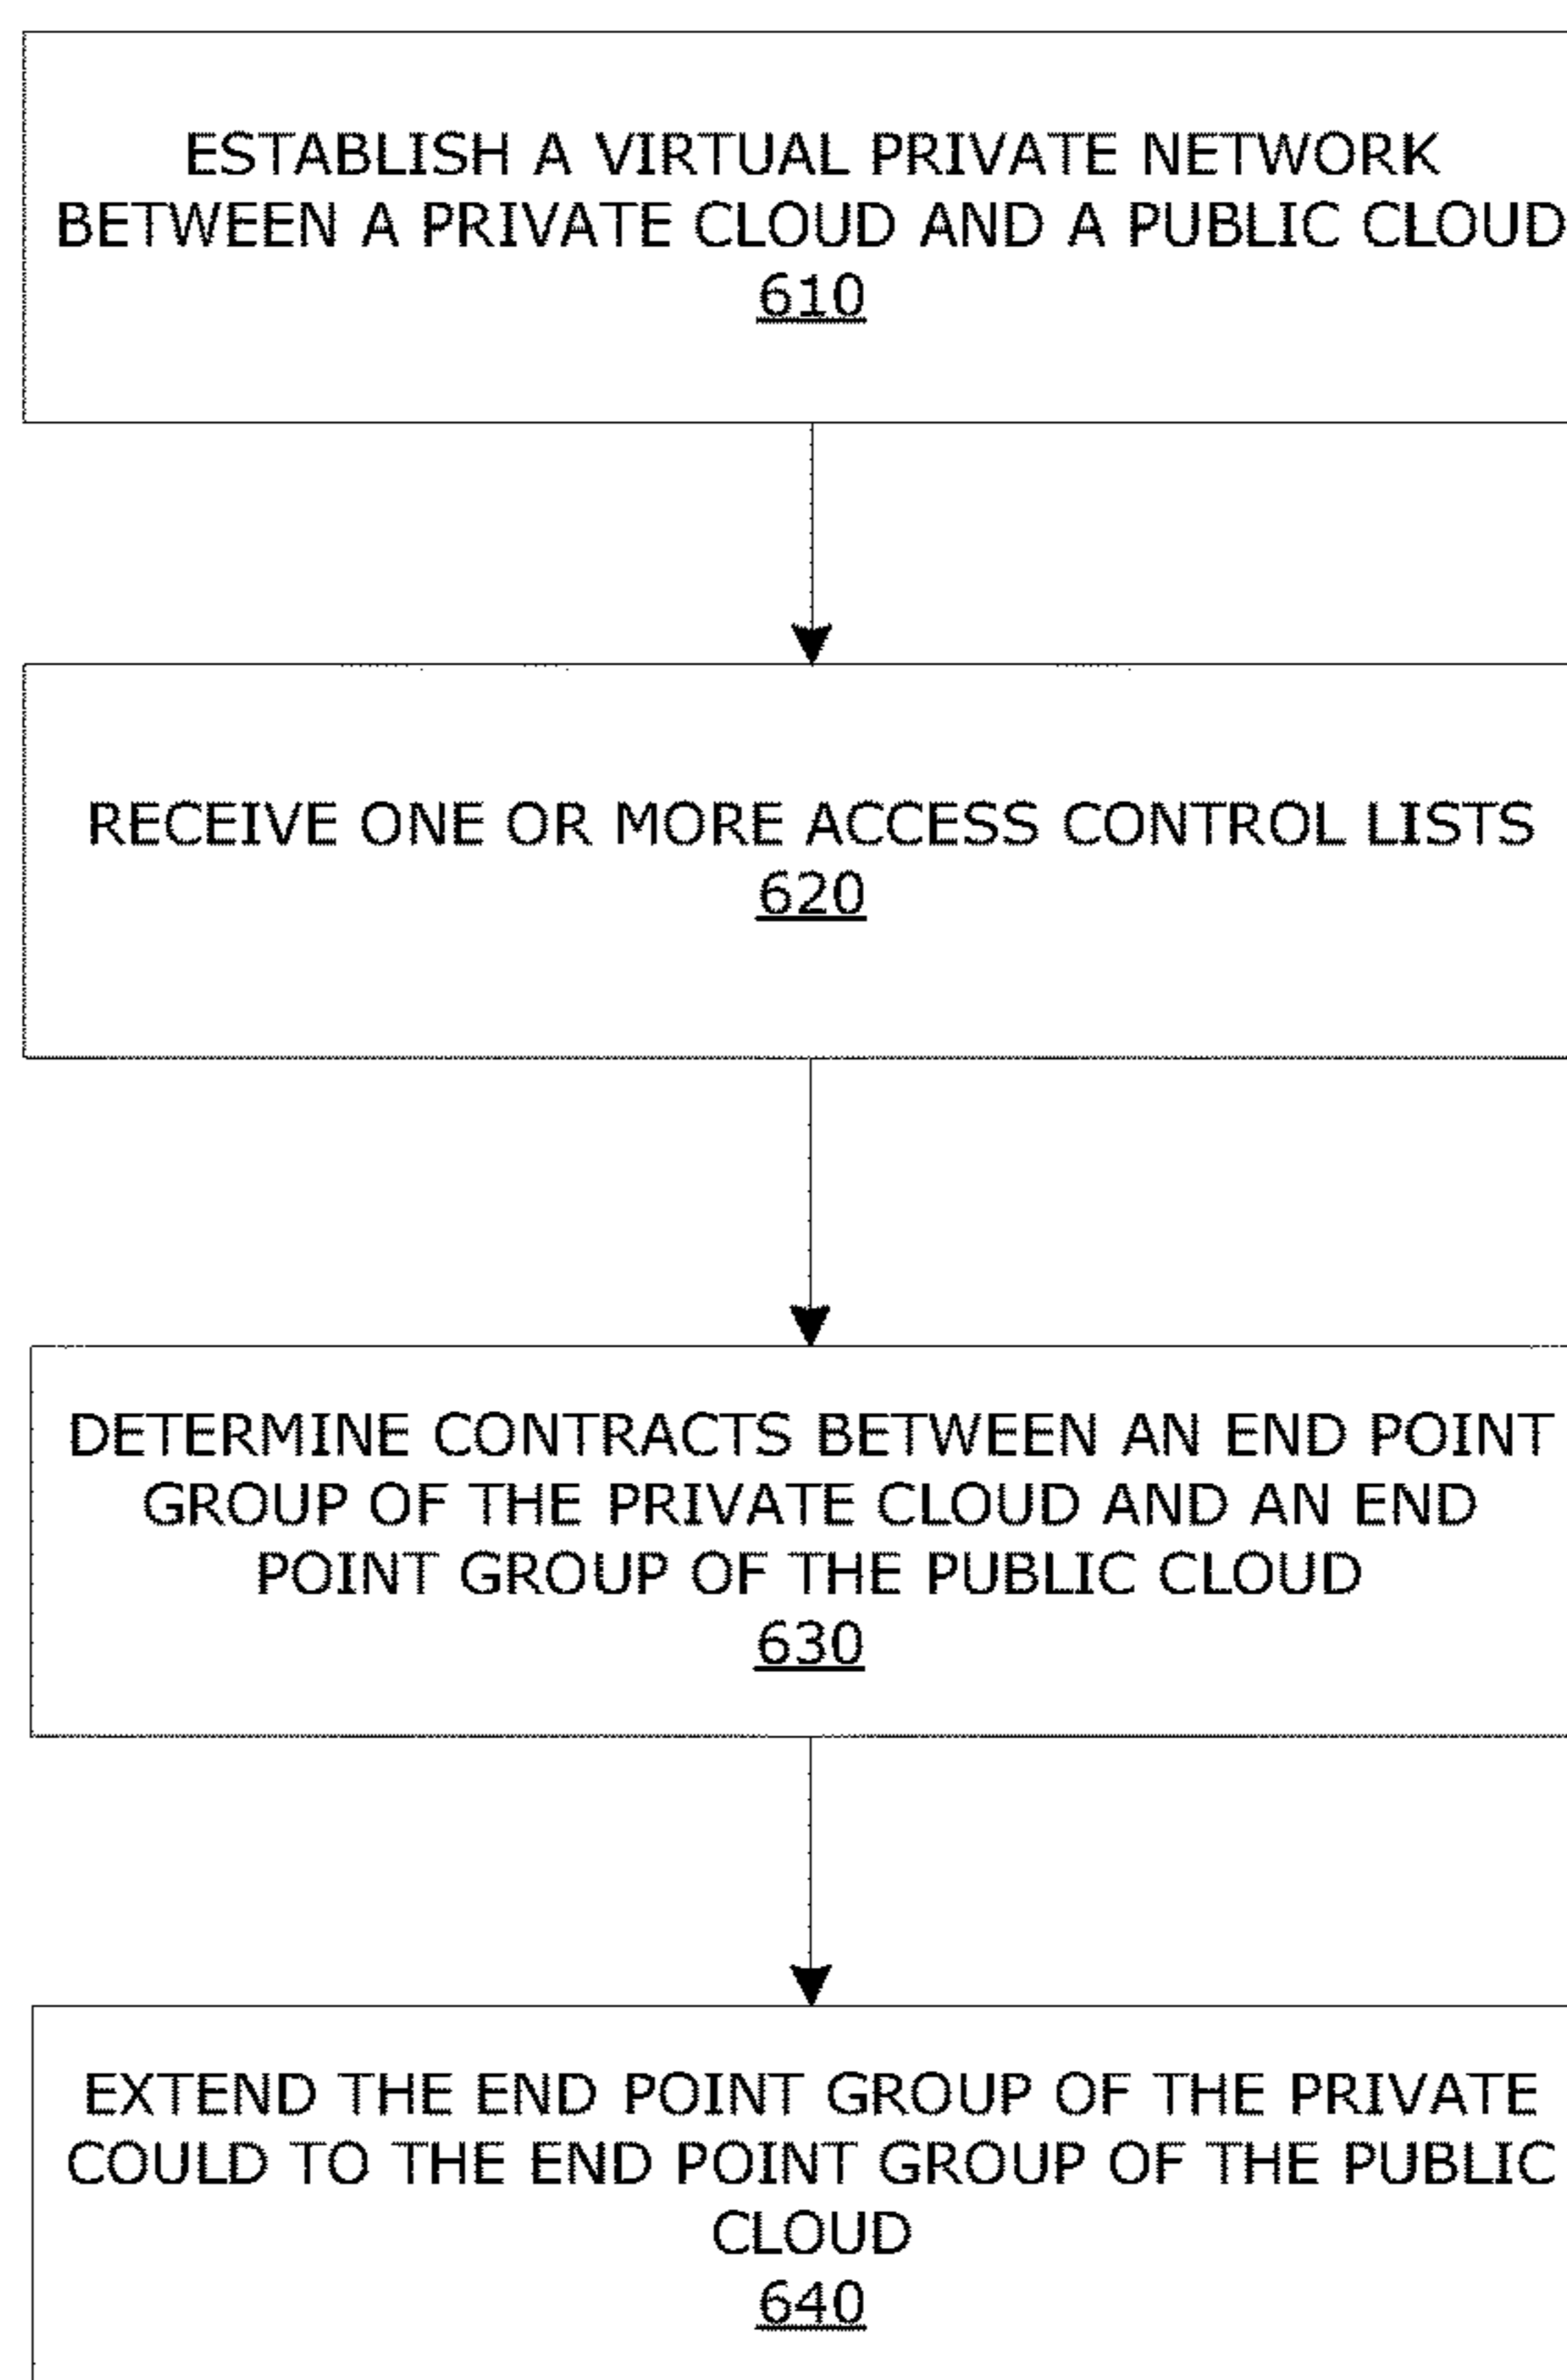 ESTABLISH A VIRTUAL PRIVATE NETWORK
BETWEEN A PRIVATE CLOUD AND A PUBLIC CLOUD
610
RECEIVE ONE OR MORE ACCESS CONTROL LISTS
620
DETERMINE CONTRACTS BETWEEN AN END POINT
GROUP OF THE PRIVATE CLOUD AND AN END
POINT GROUP OF THE PUBLIC CLOUD
630
EXTEND THE END POINT GROUP OF THE PRIVATE
COULD TO THE END POINT GROUP OF THE PUBLIC
CLOUD
640